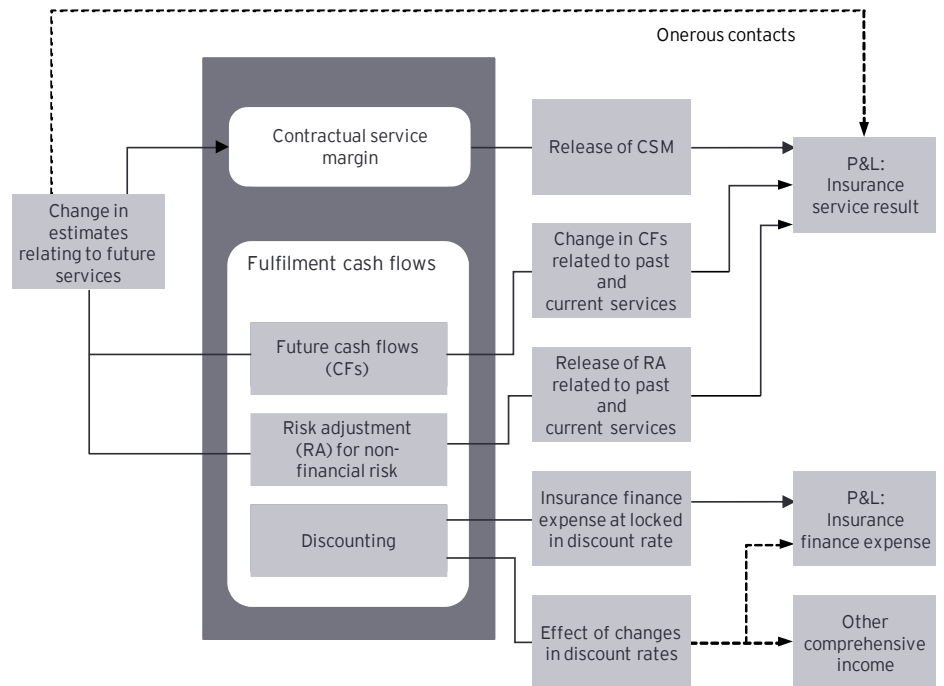 Onerous contacts
Contractual service
margin
Release of CSM
P&L:
Insurance
service result
Change in
estimates
relating to future
services
Fulfilment cash flows
Change in CFs
related to past
and
current services
Future cash flows
(CFs)
Release of RA
related to past
and
current services
Risk adjustment
(RA) for non-
financial risk
Insurance finance
expense at locked
in discount rate
P&L:
Insurance
finance expense
Discounting
Effect of changes
in discount rates
Other
comprehensive
income